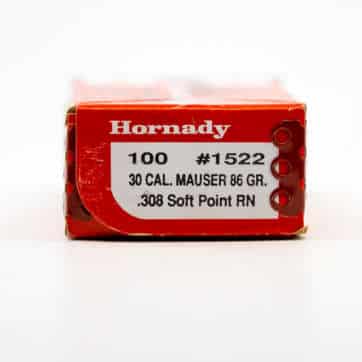 Hornady
100 #1522
30 CAL. MAUSER 86 GR.
.308 Soft Point RN